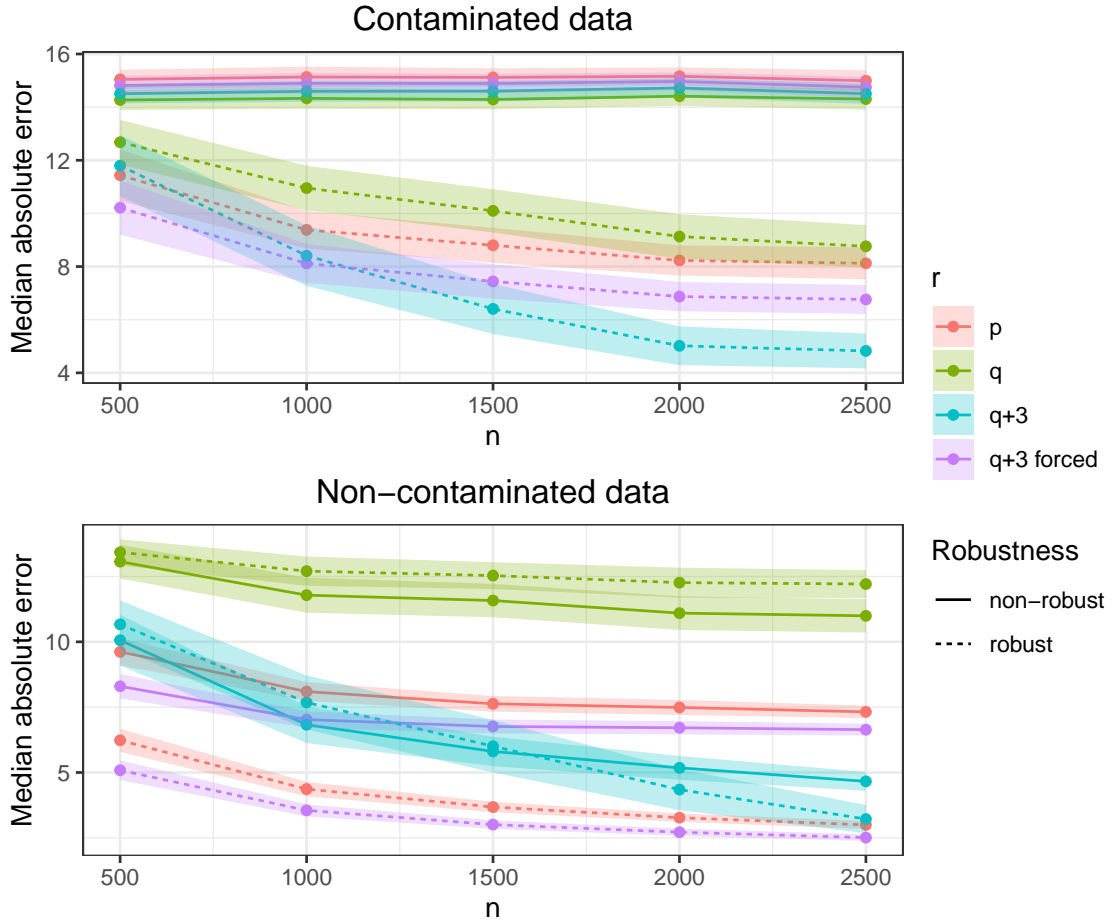 Contaminated data
Median absolute error
16
12
8
4
500 1000 1500 2000 2500
n
Non−contaminated data
Median absolute error
10
5
500 1000 1500 2000 2500
n
r
p
q
q+3
q+3 forced
Robustness
non−robust
robust